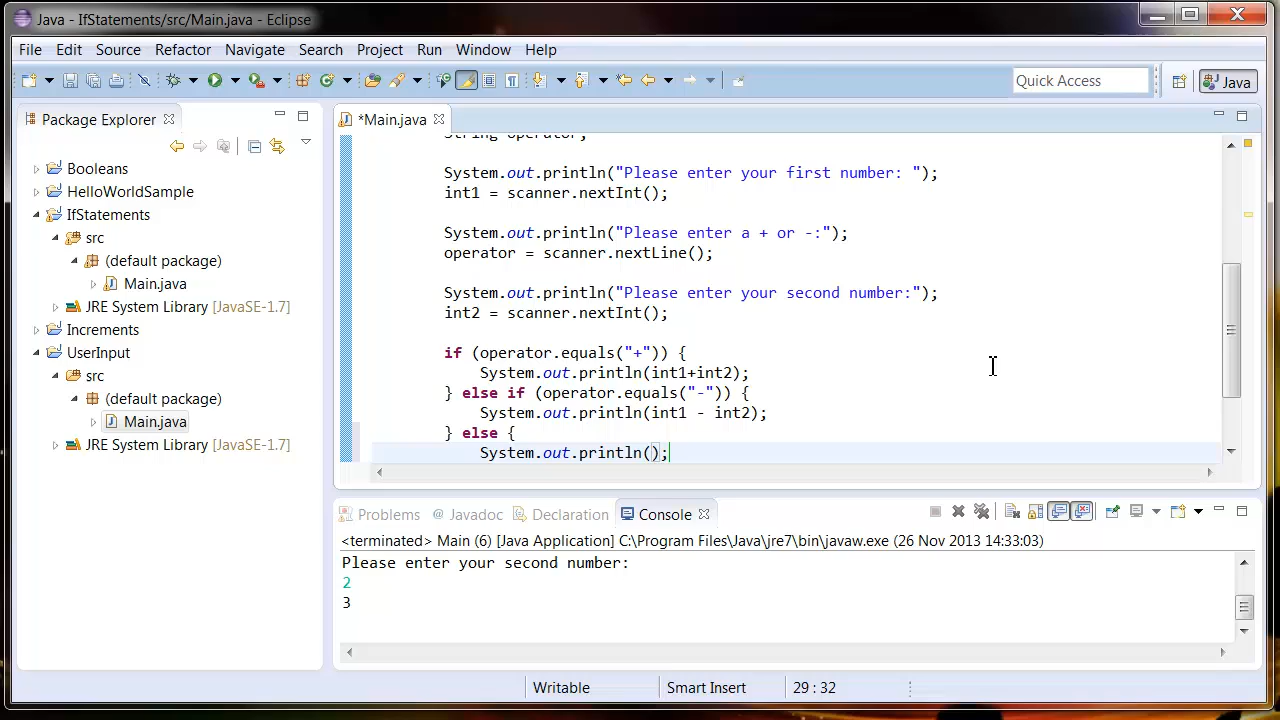 Java - IfStatements/src/Main.java - Eclipse
File Edit Source Refactor Navigate Search Project Run Window Help
Quick Access
Java
Package Explorer
Booleans
HelloWorldSample
IfStatements
src
(default package)
Main.java
JRE System Library [JavaSE-1.7]
Increments
UserInput
src
(default package)
Main.java
JRE System Library [JavaSE-1.7]
*Main.java
String operator;
System.out.println("Please enter your first number: ");
int1 = scanner.nextInt();
System.out.println("Please enter a + or -:");
operator = scanner.nextLine();
System.out.println("Please enter your second number:");
int2 = scanner.nextInt();
if (operator.equals("+")) {
System.out.println(int1+int2);
} else if (operator.equals("-")) {
System.out.println(int1 - int2);
} else {
System.out.println();
Problems @ Javadoc Declaration Console
<terminated> Main (6) [Java Application] C:\Program Files\Java\jre7\bin\javaw.exe (26 Nov 2013 14:33:03)
Please enter your second number:
2
3
Writable Smart Insert 29 : 32